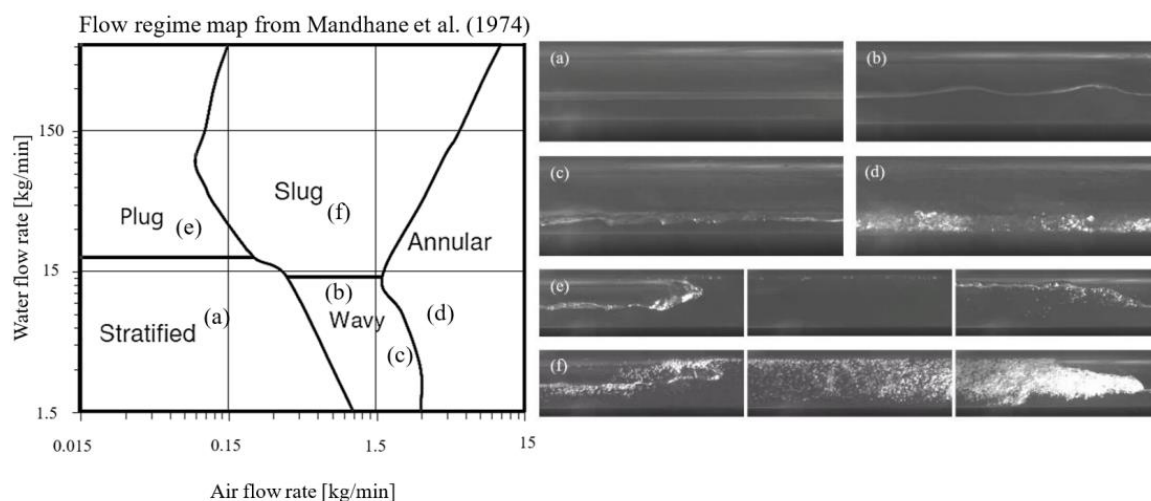 Flow regime map from Mandhane et al. (1974)
Water flow rate [kg/min]
150
15
1.5
Plug
(e)
Slug
(f)
Annular
Stratified
(a)
(b)
Wavy
(c)
(d)
0.015
0.15
1.5
15
Air flow rate [kg/min]
(a)
(b)
(c)
(d)
(e)
(f)